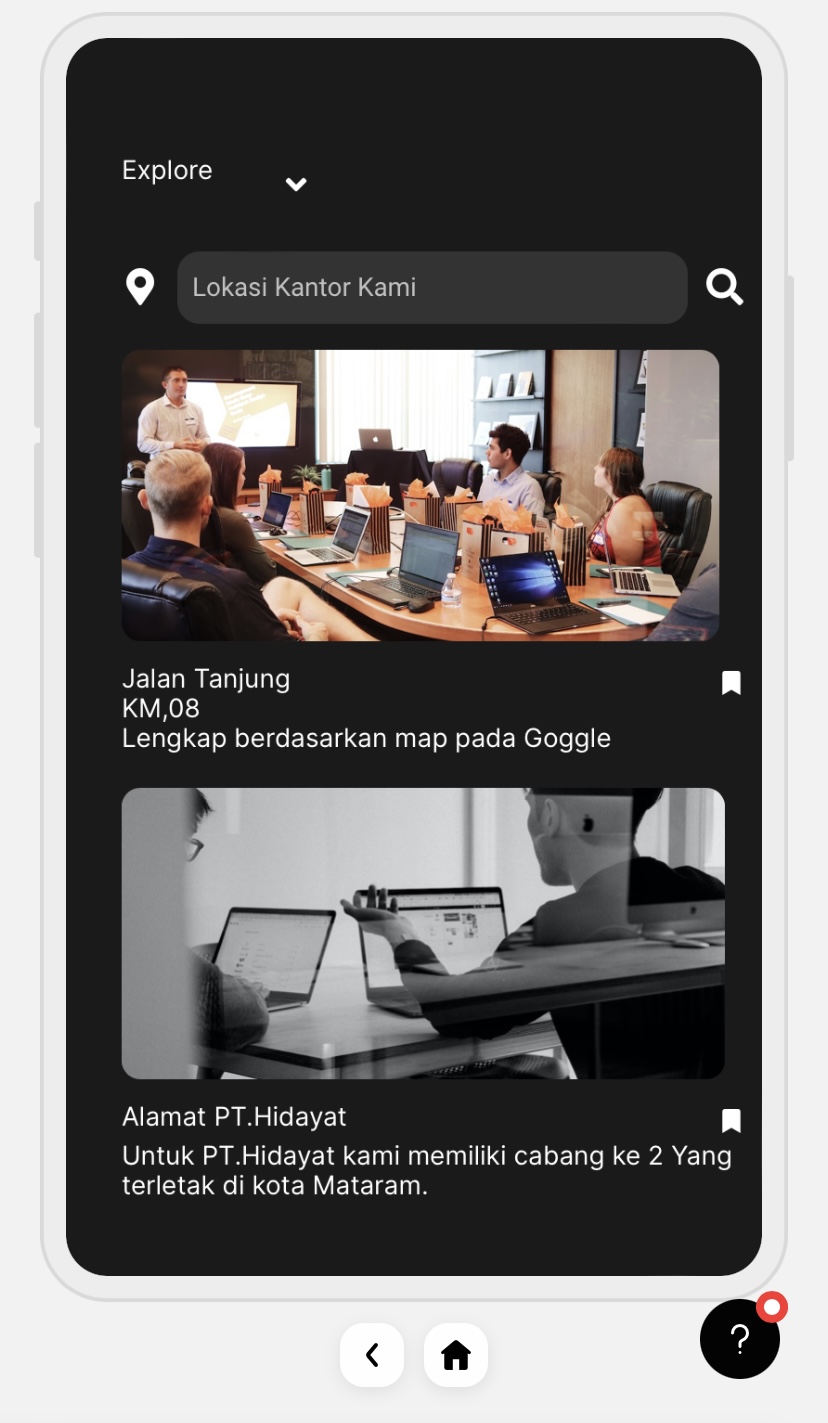 Explore
Lokasi Kantor Kami
Jalan Tanjung
KM,08
Lengkap berdasarkan map pada Goggle
Alamat PT.Hidayat
Untuk PT.Hidayat kami memiliki cabang ke 2 Yang
terletak di kota Mataram.
?